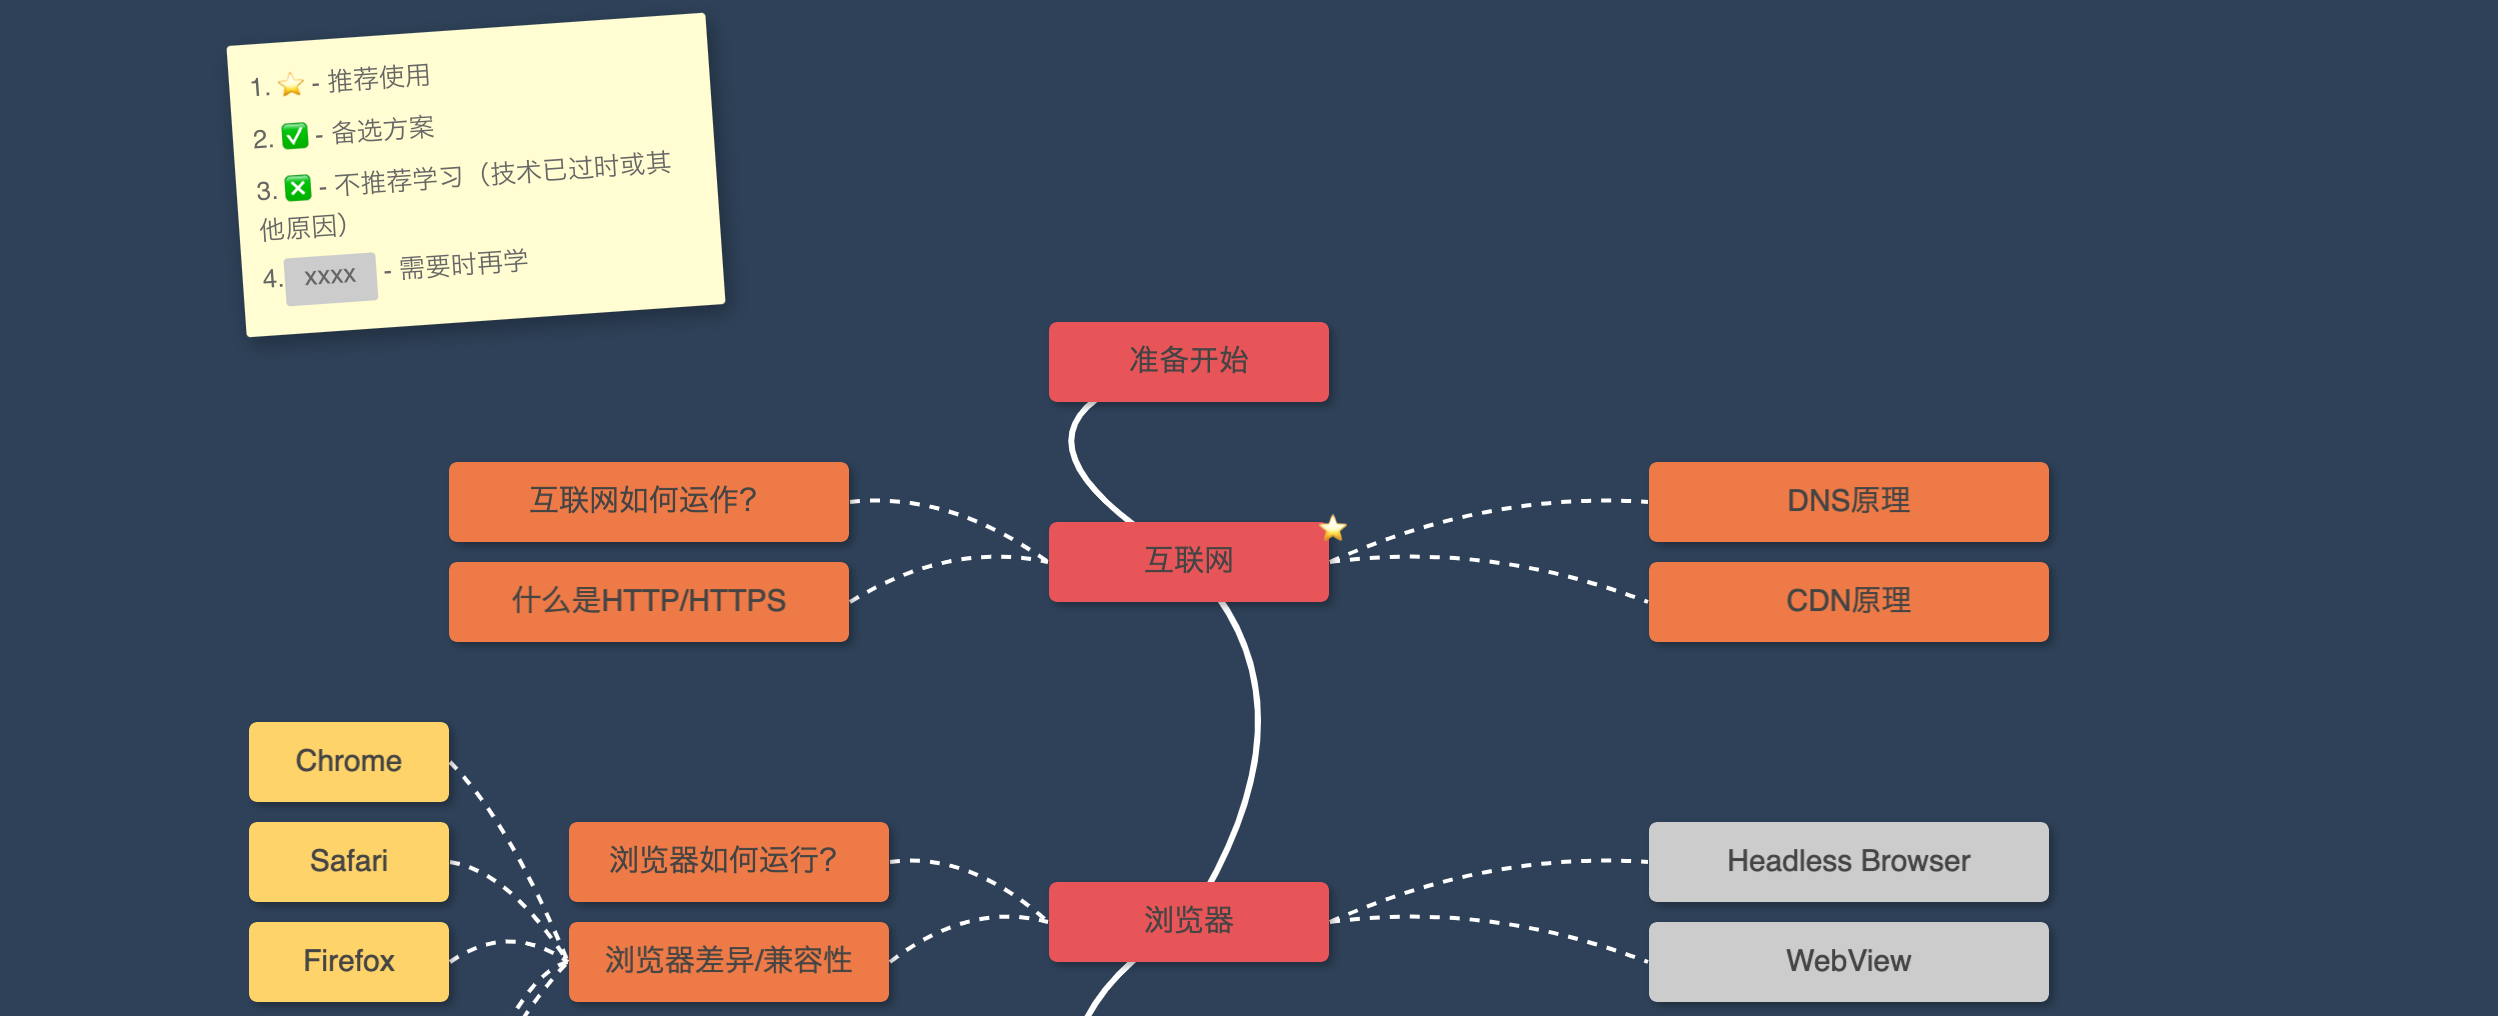 1. ⭐ - 推荐使用
2. ✅ - 备选方案
3. ❎ - 不推荐学习（技术已过时或其
他原因）
4. xxxx - 需要时再学
准备开始
互联网如何运作?
互联网
DNS原理
什么是HTTP/HTTPS
CDN原理
Chrome
Safari
浏览器如何运行?
Headless Browser
浏览器
Firefox
浏览器差异/兼容性
WebView